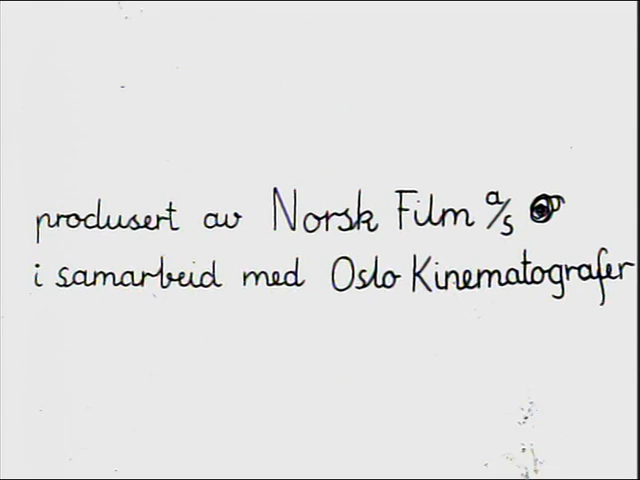 produsert av Norsk Film a/s
i samarbeid med Oslo Kinematografer